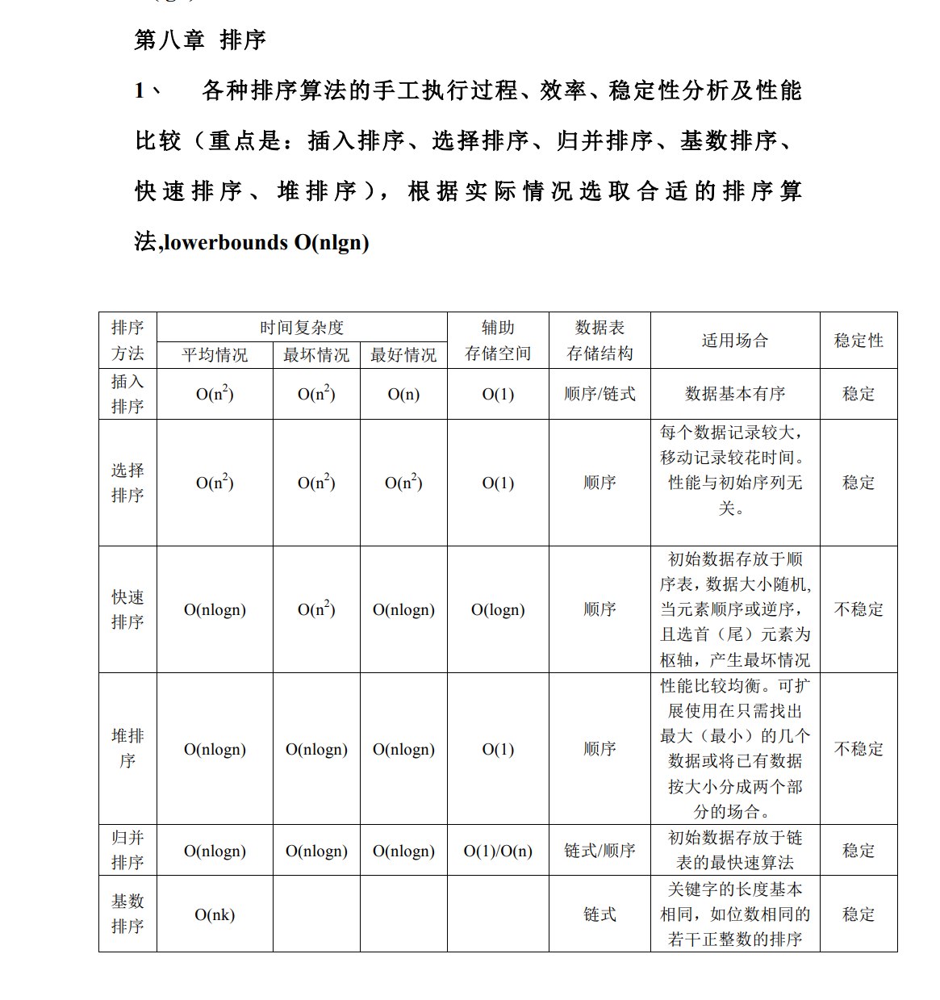 第八章 排序
1、 各种排序算法的手工执行过程、效率、稳定性分析及性能
比较（重点是：插入排序、选择排序、归并排序、基数排序、
快速排序、堆排序），根据实际情况选取合适的排序算
法,lowerbounds O(nlgn)
排序
方法
时间复杂度
平均情况
最坏情况
最好情况
辅助
存储空间
数据表
存储结构
适用场合
稳定性
插入
排序
O(n²)
O(n²)
O(n)
O(1)
顺序/链式
数据基本有序
稳定
选择
排序
O(n²)
O(n²)
O(n²)
O(1)
顺序
每个数据记录较大，
移动记录较花时间。
性能与初始序列无
关。
稳定
快速
排序
O(nlogn)
O(n²)
O(nlogn)
O(logn)
顺序
初始数据存放于顺
序表，数据大小随机,
当元素顺序或逆序，
且选首（尾）元素为
枢轴，产生最坏情况
不稳定
堆排
序
O(nlogn)
O(nlogn)
O(nlogn)
O(1)
顺序
性能比较均衡。可扩
展使用在只需找出
最大（最小）的几个
数据或将已有数据
按大小分成两个部
分的场合。
不稳定
归并
排序
O(nlogn)
O(nlogn)
O(nlogn)
O(1)/O(n)
链式/顺序
初始数据存放于链
表的最快速算法
稳定
基数
排序
O(nk)
链式
关键字的长度基本
相同，如位数相同的
若干正整数的排序
稳定